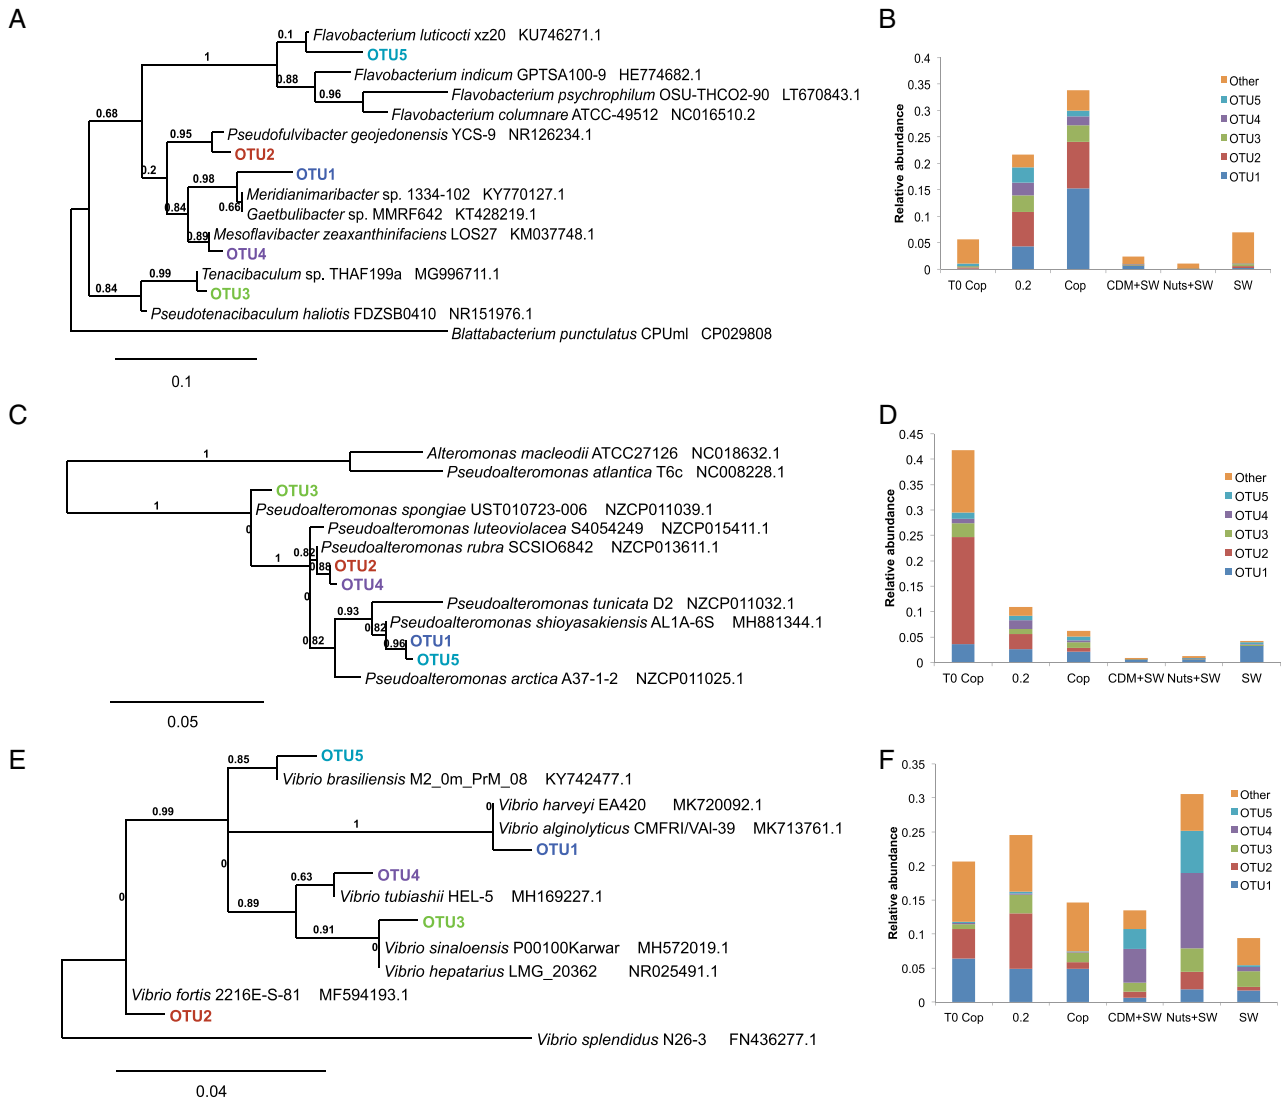 A
0.1
Flavobacterium luticocti xz20 KU746271.1
OTU5
1
0.88
Flavobacterium indicum GPTSA100-9 HE774682.1
0.96
Flavobacterium psychrophilum OSU-THCO2-90 LT670843.1
Flavobacterium columnare ATCC-49512 NC016510.2
0.68
0.95
Pseudofulvibacter geojedonensis YCS-9 NR126234.1
OTU2
0.2
0.98
OTU1
Meridianimaribacter sp. 1334-102 KY770127.1
0.84
0.66
Gaetbulibacter sp. MMRF642 KT428219.1
0.89
Mesoflavibacter zeaxanthinifaciens LOS27 KM037748.1
OTU4
0.99
Tenacibaculum sp. THAF199a MG996711.1
0.84
OTU3
Pseudotenacibaculum haliotis FDZSB0410 NR151976.1
Blattabacterium punctulatus CPUml CP029808
0.1
B
Relative abundance
0.4
0.35
0.3
0.25
0.2
0.15
0.1
0.05
0
T0 Cop 0.2 Cop CDM+SW Nuts+SW SW
Other
OTU5
OTU4
OTU3
OTU2
OTU1
C
1
Alteromonas macleodii ATCC27126 NC018632.1
Pseudoalteromonas atlantica T6c NC008228.1
OTU3
1
Pseudoalteromonas spongiae UST010723-006 NZCP011039.1
0
Pseudoalteromonas luteoviolacea S4054249 NZCP015411.1
0.82
Pseudoalteromonas rubra SCSIO6842 NZCP013611.1
1
0.88
OTU2
OTU4
0
Pseudoalteromonas tunicata D2 NZCP011032.1
0.93
0.82
Pseudoalteromonas shioyasakiensis AL1A-6S MH881344.1
0.82
0.96
OTU1
OTU5
Pseudoalteromonas arctica A37-1-2 NZCP011025.1
0.05
D
Relative abundance
0.45
0.4
0.35
0.3
0.25
0.2
0.15
0.1
0.05
0
T0 Cop 0.2 Cop CDM+SW Nuts+SW SW
Other
OTU5
OTU4
OTU3
OTU2
OTU1
E
0.85
OTU5
Vibrio brasiliensis M2_0m_PrM_08 KY742477.1
0.99
0
Vibrio harveyi EA420 MK720092.1
1
Vibrio alginolyticus CMFRI/VAl-39 MK713761.1
OTU1
0
0.63
OTU4
0
0.89
Vibrio tubiashii HEL-5 MH169227.1
0.91
OTU3
0
Vibrio sinaloensis P00100Karwar MH572019.1
Vibrio hepatarius LMG_20362 NR025491.1
Vibrio fortis 2216E-S-81 MF594193.1
OTU2
Vibrio splendidus N26-3 FN436277.1
0.04
F
Relative abundance
0.35
0.3
0.25
0.2
0.15
0.1
0.05
0
T0 Cop 0.2 Cop CDM+SW Nuts+SW SW
Other
OTU5
OTU4
OTU3
OTU2
OTU1